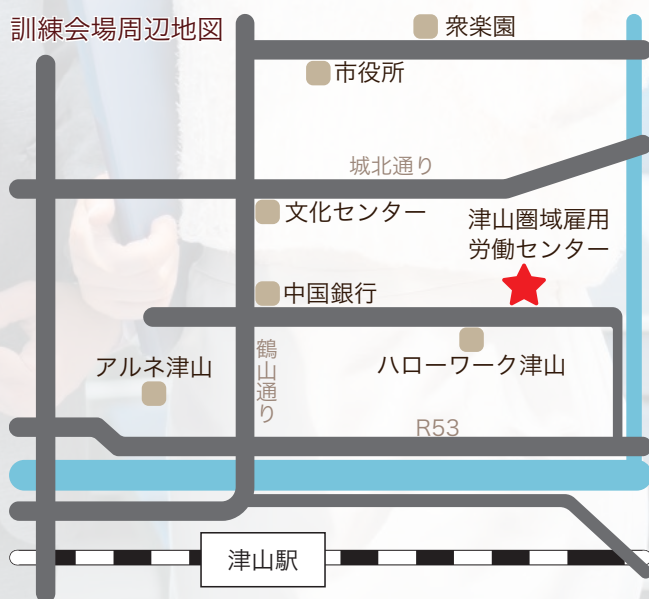 訓練会場周辺地図
衆楽園
市役所
城北通り
文化センター
津山圏域雇用
労働センター
中国銀行
鶴山通り
アルネ津山
ハローワーク津山
R53
津山駅